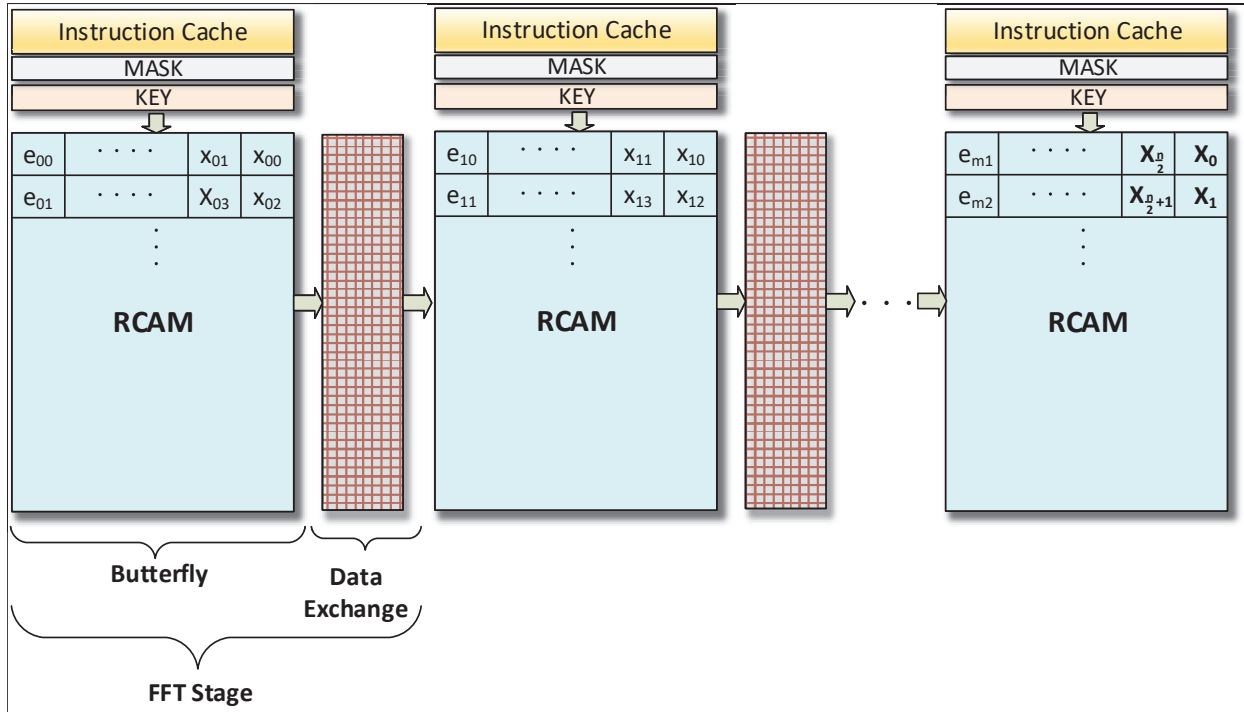 Instruction Cache
MASK
KEY
e00 . . . . x01 x00
e01 . . . . X03 x02
RCAM
Instruction Cache
MASK
KEY
e10 . . . . x11 x10
e11 . . . . x13 x12
RCAM
. . .
Instruction Cache
MASK
KEY
em1 . . . . Xn/2 X0
em2 . . . . Xn/2+1 X1
RCAM
Butterfly
Data
Exchange
FFT Stage